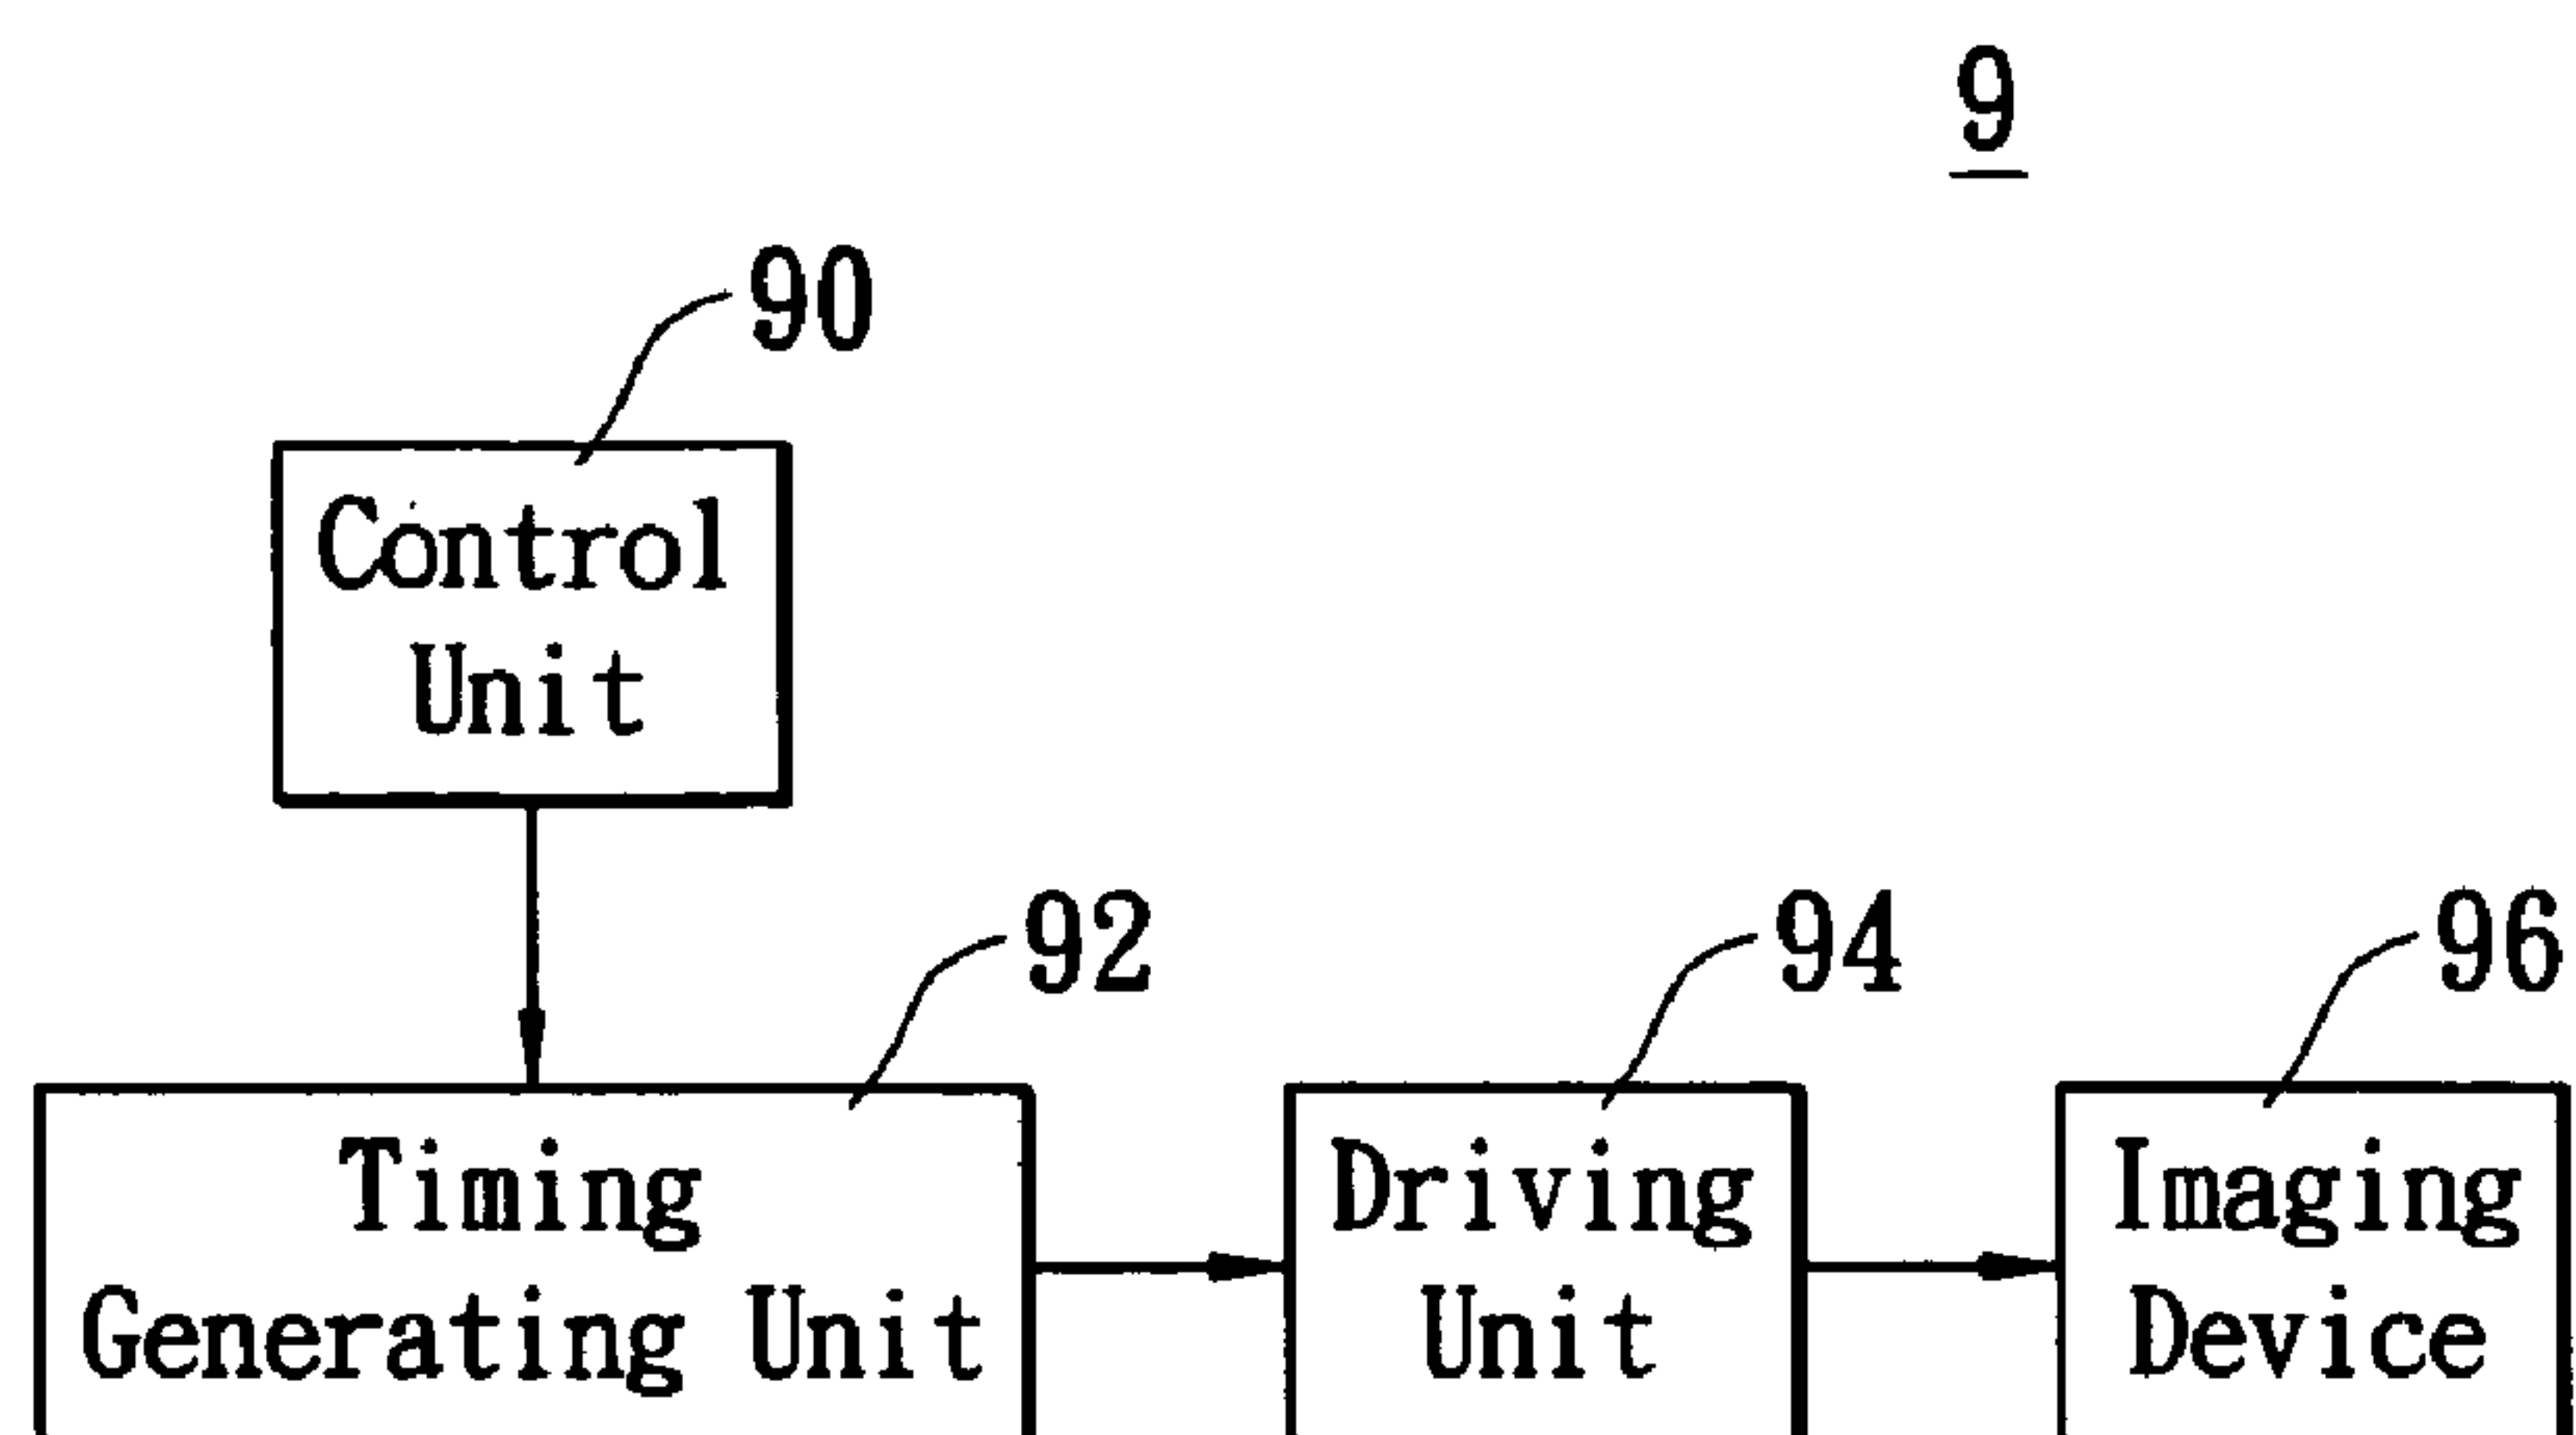 9
90
Control
Unit
92
94
96
Timing
Generating Unit
Driving
Unit
Imaging
Device